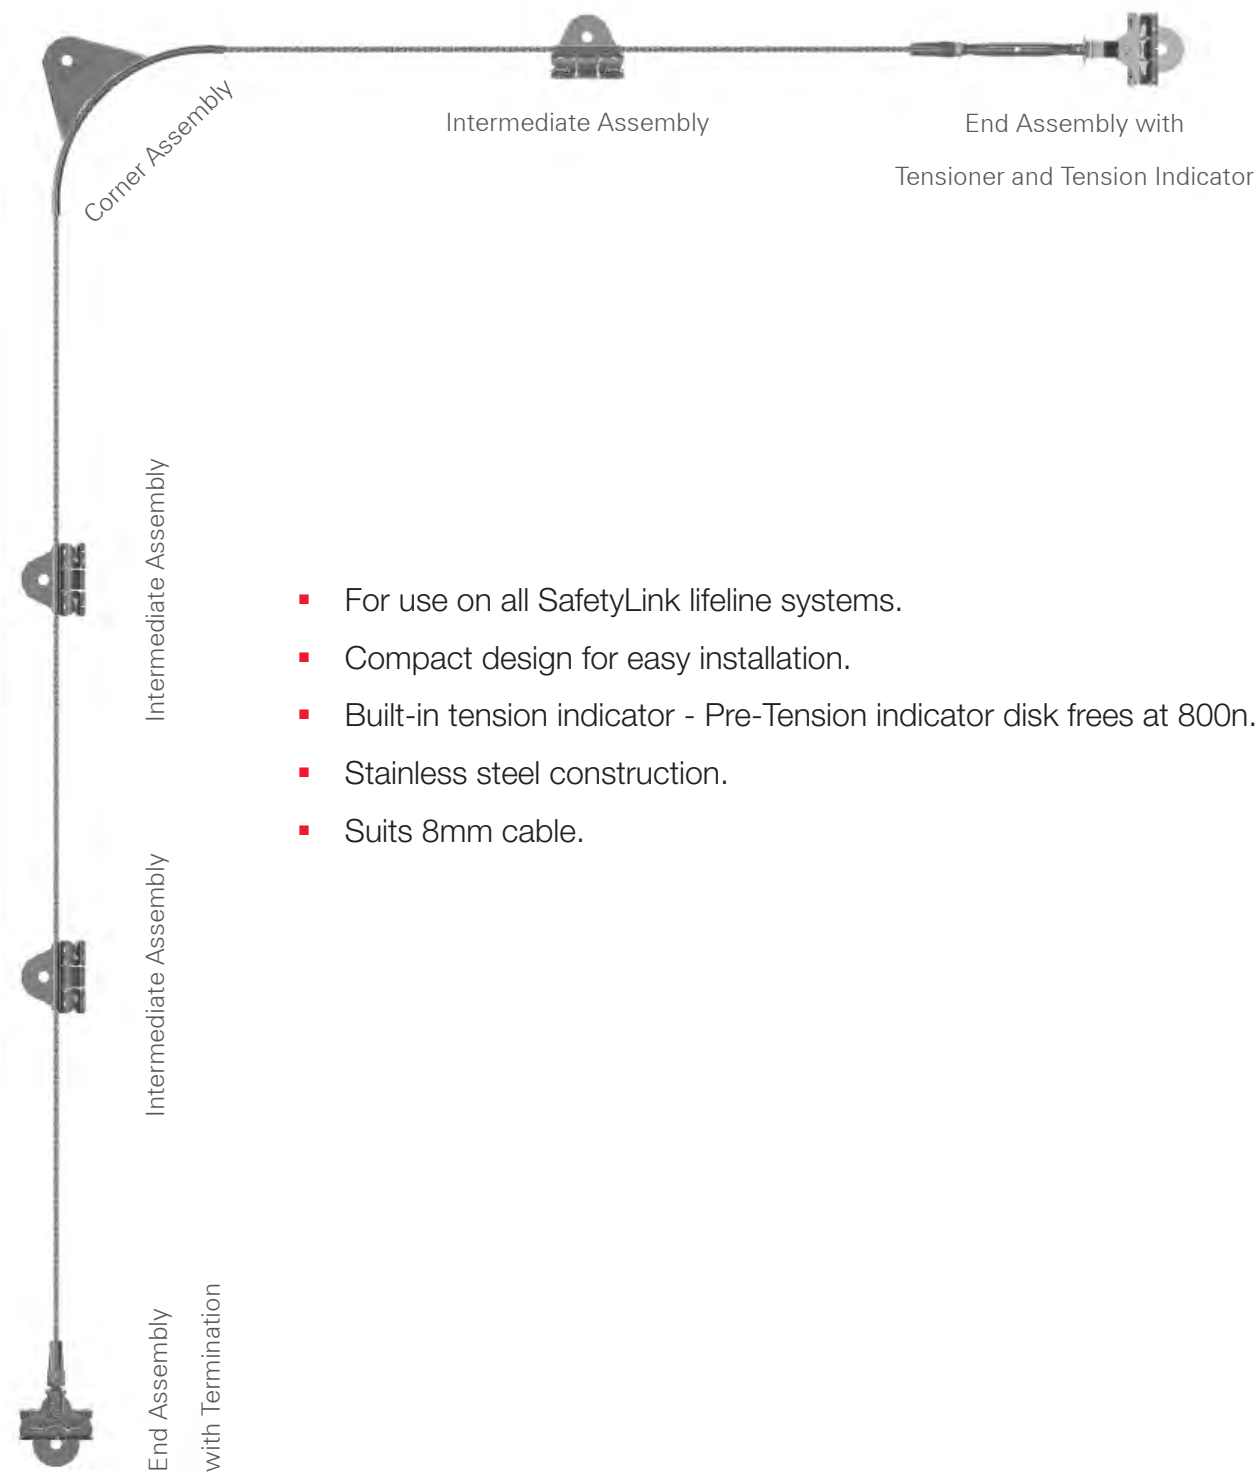 Corner Assembly
Intermediate Assembly
End Assembly with
Tensioner and Tension Indicator
Intermediate Assembly
▪ For use on all SafetyLink lifeline systems.
▪ Compact design for easy installation.
▪ Built-in tension indicator - Pre-Tension indicator disk frees at 800n.
▪ Stainless steel construction.
▪ Suits 8mm cable.
Intermediate Assembly
End Assembly
with Termination